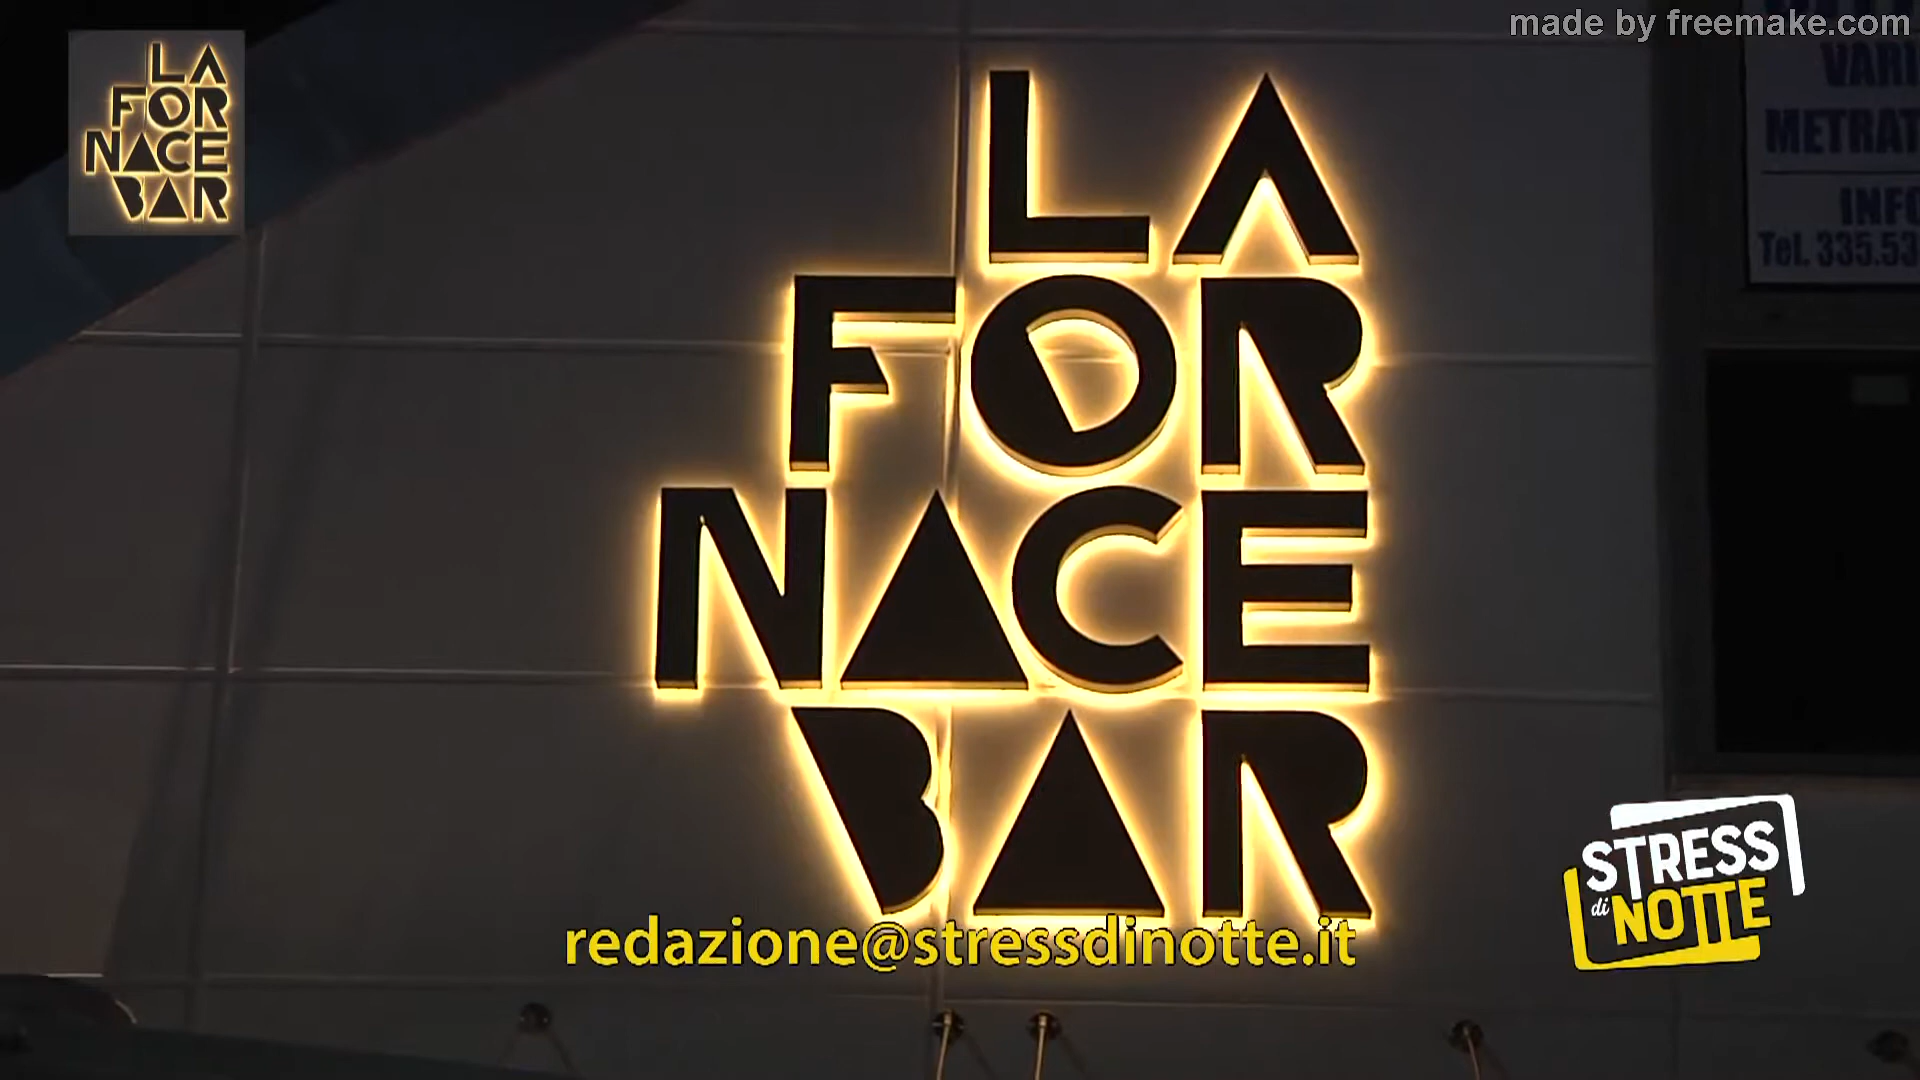 made by freemake.com
LA
FOR
NACE
BAR
LA
FOR
NACE
BAR
METRAT
INFO
Tel. 335.53
STRESS
di NOTTE
redazione@stressdinotte.it